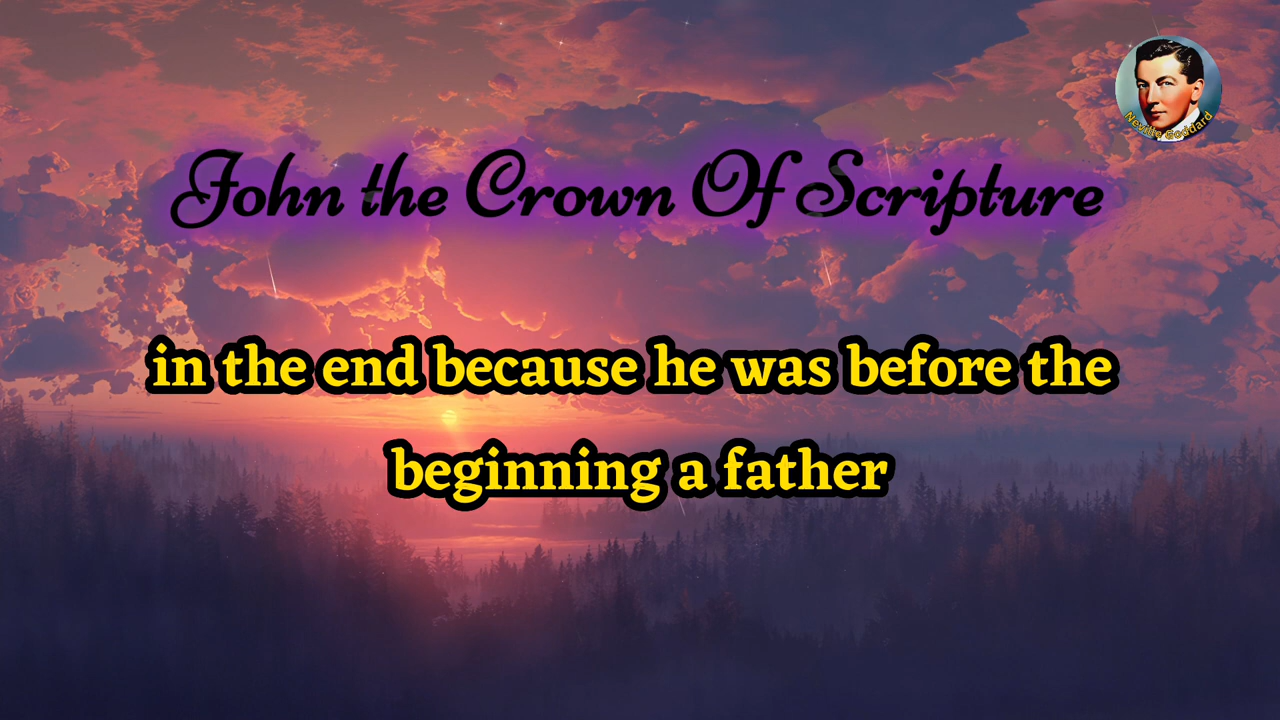 Neville Goddard
John the Crown Of Scripture
in the end because he was before the
beginning a father